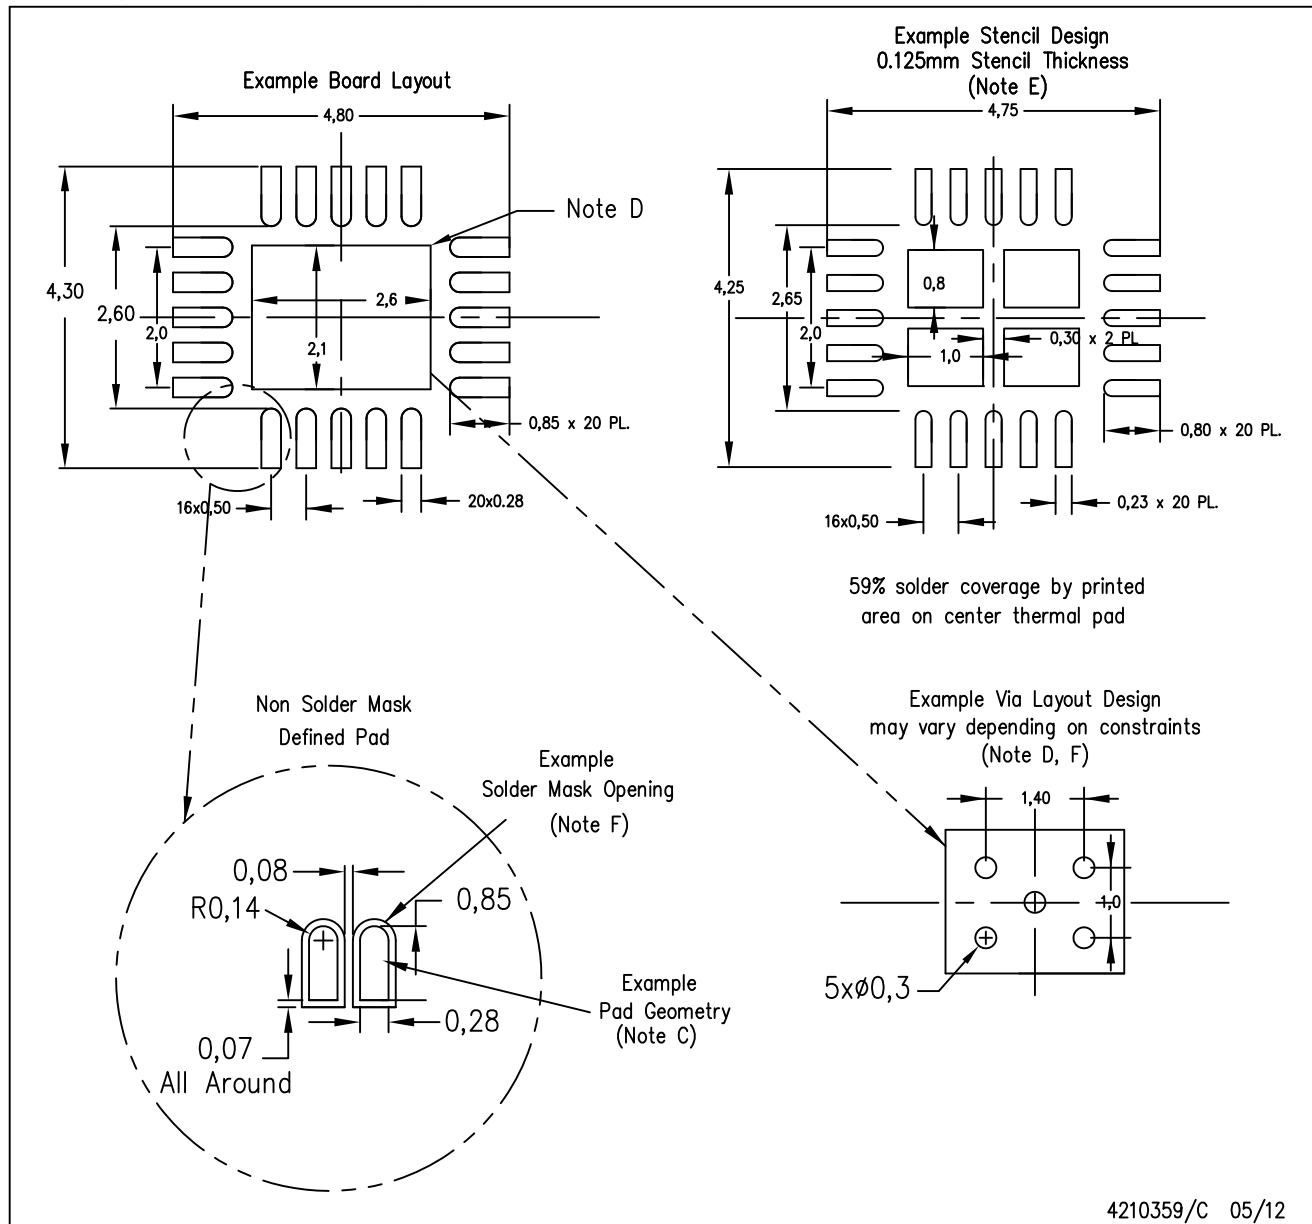 Example Board Layout
4,80
Note D
4,30
2,60
2,0
2,6
2,1
0,85 x 20 PL.
16x0,50
20x0.28
Example Stencil Design
0.125mm Stencil Thickness
(Note E)
4,75
4,25
2,65
2,0
0,8
0,30 x 2 PL
1,0
0,80 x 20 PL.
0,23 x 20 PL.
16x0,50
59% solder coverage by printed
area on center thermal pad
Non Solder Mask
Defined Pad
Example
Solder Mask Opening
(Note F)
0,08
R0,14
0,85
Example
Pad Geometry
(Note C)
0,28
0,07
All Around
Example Via Layout Design
may vary depending on constraints
(Note D, F)
1,40
1,0
5xø0,3
4210359/C 05/12